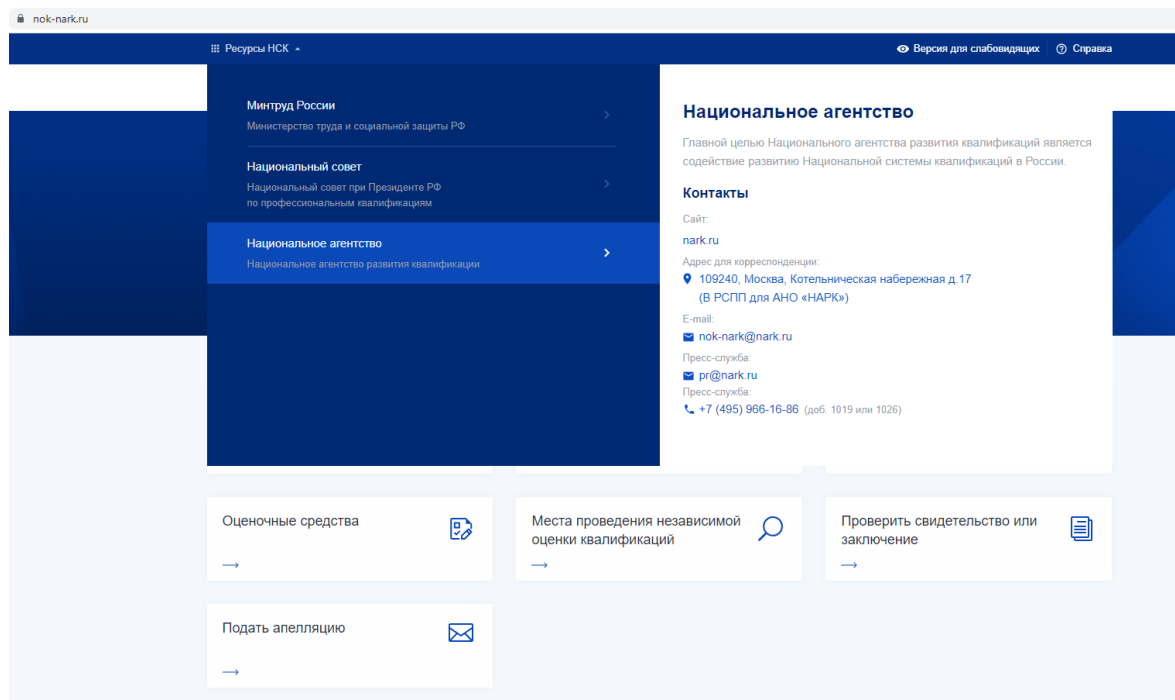 nok-nark.ru
Ресурсы НСК
Версия для слабовидящих
Справка
Минтруд России
Министерство труда и социальной защиты РФ
Национальный совет
Национальный совет при Президенте РФ
по профессиональным квалификациям
Национальное агентство
Национальное агентство развития квалификации
Национальное агентство
Главной целью Национального агентства развития квалификаций является
содействие развитию Национальной системы квалификаций в России.
Контакты
Сайт:
nark.ru
Адрес для корреспонденции:
109240, Москва, Котельническая набережная д.17
(В РСПП для АНО «НАРК»)
E-mail:
nok-nark@nark.ru
Пресс-служба:
pr@nark.ru
Пресс-служба:
+7 (495) 966-16-86 (доб. 1019 или 1026)
Оценочные средства
Места проведения независимой
оценки квалификаций
Проверить свидетельство или
заключение
Подать апелляцию